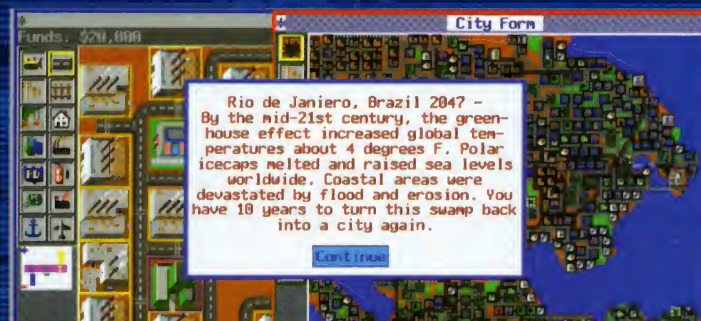 City Form
Funds: $20,000
Rio de Janiero, Brazil 2047 -
By the mid-21st century, the green-
house effect increased global tem-
peratures about 4 degrees F. Polar
icecaps melted and raised sea levels
worldwide. Coastal areas were
devastated by flood and erosion. You
have 10 years to turn this swamp back
into a city again.
Continue